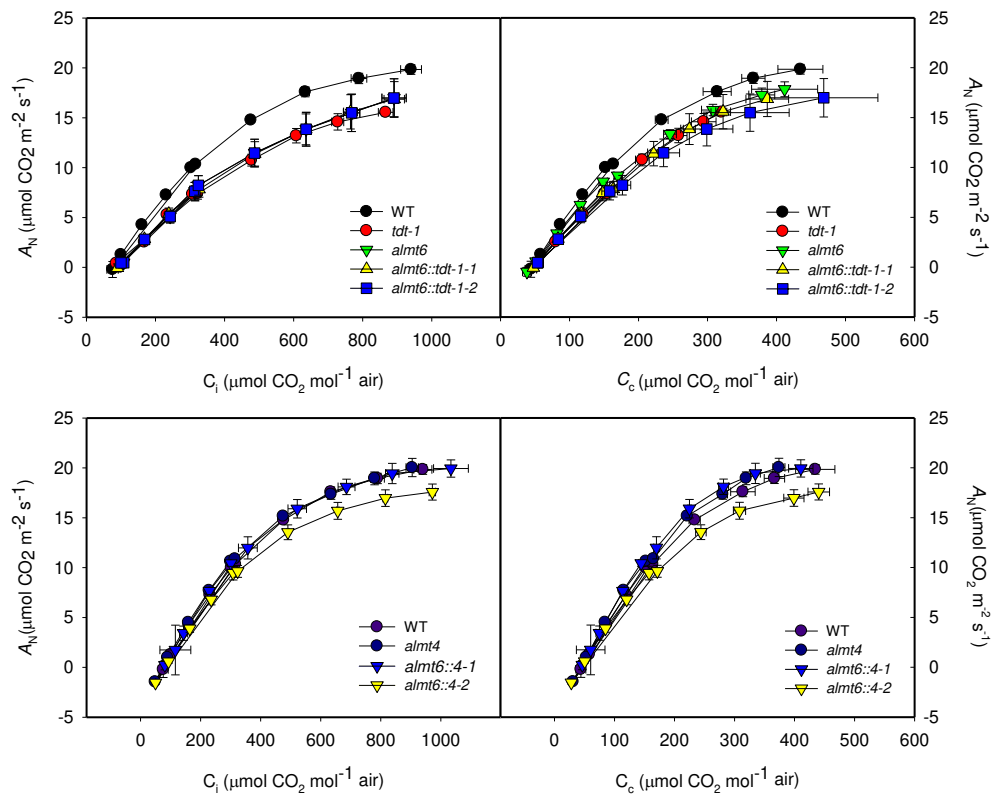 25
20
15
10
5
0
-5
A_N (μmol CO2 m⁻² s⁻¹)
WT
tdt-1
almt6
almt6::tdt-1-1
almt6::tdt-1-2
0 200 400 600 800 1000
C_i (μmol CO₂ mol⁻¹ air)
WT
tdt-1
almt6
almt6::tdt-1-1
almt6::tdt-1-2
0 100 200 300 400 500 600
C_c (μmol CO₂ mol⁻¹ air)
25
20
15
10
5
0
-5
A_N (μmol CO2 m⁻² s⁻¹)
25
20
15
10
5
0
-5
A_N (μmol CO2 m⁻² s⁻¹)
WT
almt4
almt6::4-1
almt6::4-2
0 200 400 600 800 1000
C_i (μmol CO₂ mol⁻¹ air)
WT
almt4
almt6::4-1
almt6::4-2
0 200 400 600
C_c (μmol CO₂ mol⁻¹ air)
25
20
15
10
5
0
-5
A_N (μmol CO₂ m⁻² s⁻¹)